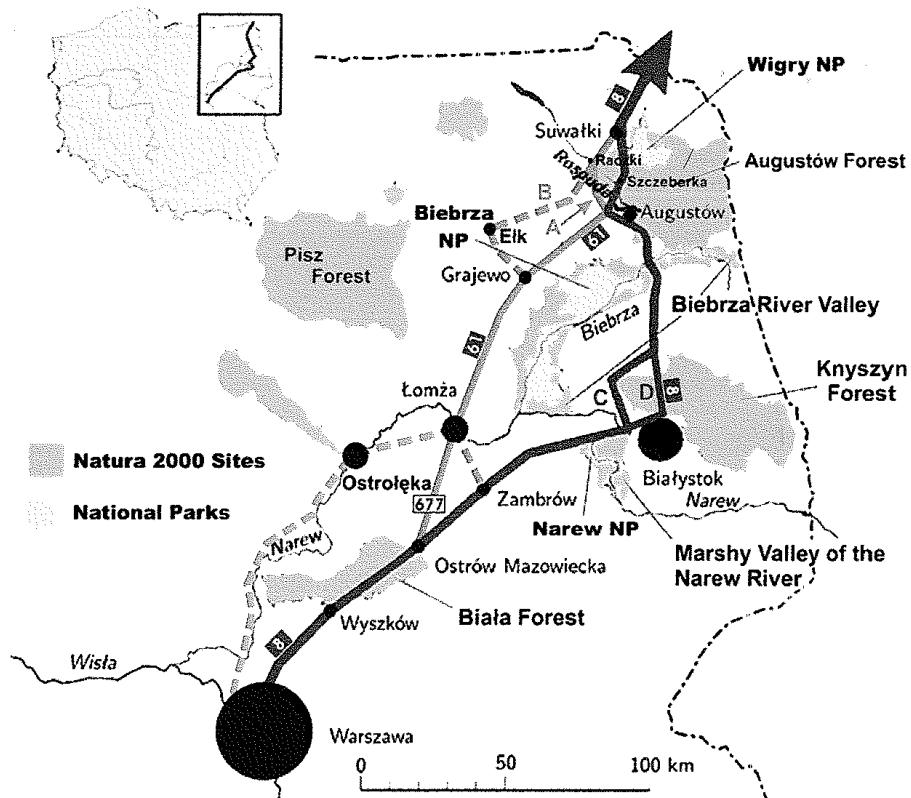 8
Wigry NP
Suwałki
Raczki
Augustów Forest
Rospuda
Szczeberka
B
Biebrza
NP
A
Augustów
Ełk
61
Pisz
Forest
Grajewo
Biebrza River Valley
Biebrza
61
Knyszyn
Forest
C
D
8
Łomża
Natura 2000 Sites
Ostrołęka
Białystok
National Parks
677
Zambrów
Narew
Narew
Narew NP
Marshy Valley of the
Narew River
Ostrów Mazowiecka
Biała Forest
Wyszków
8
Wisła
Warszawa
0
50
100 km